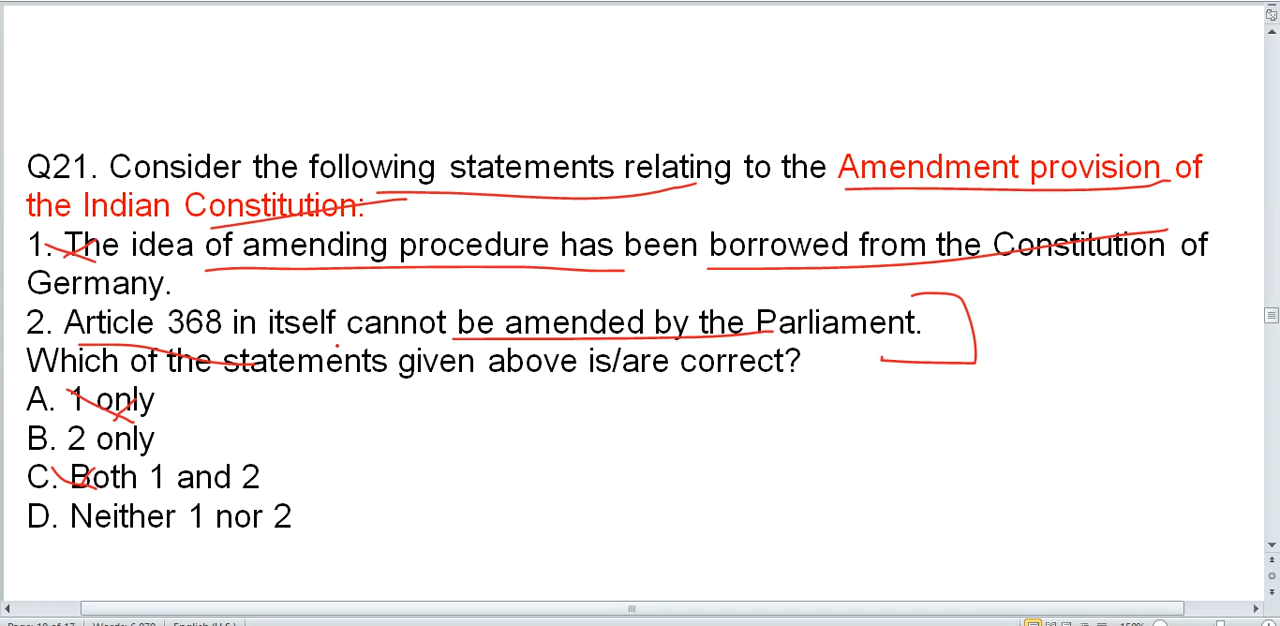 Q21. Consider the following statements relating to the Amendment provision of
the Indian Constitution:
1. The idea of amending procedure has been borrowed from the Constitution of
Germany.
2. Article 368 in itself cannot be amended by the Parliament.
Which of the statements given above is/are correct?
A. 1 only
B. 2 only
C. Both 1 and 2
D. Neither 1 nor 2